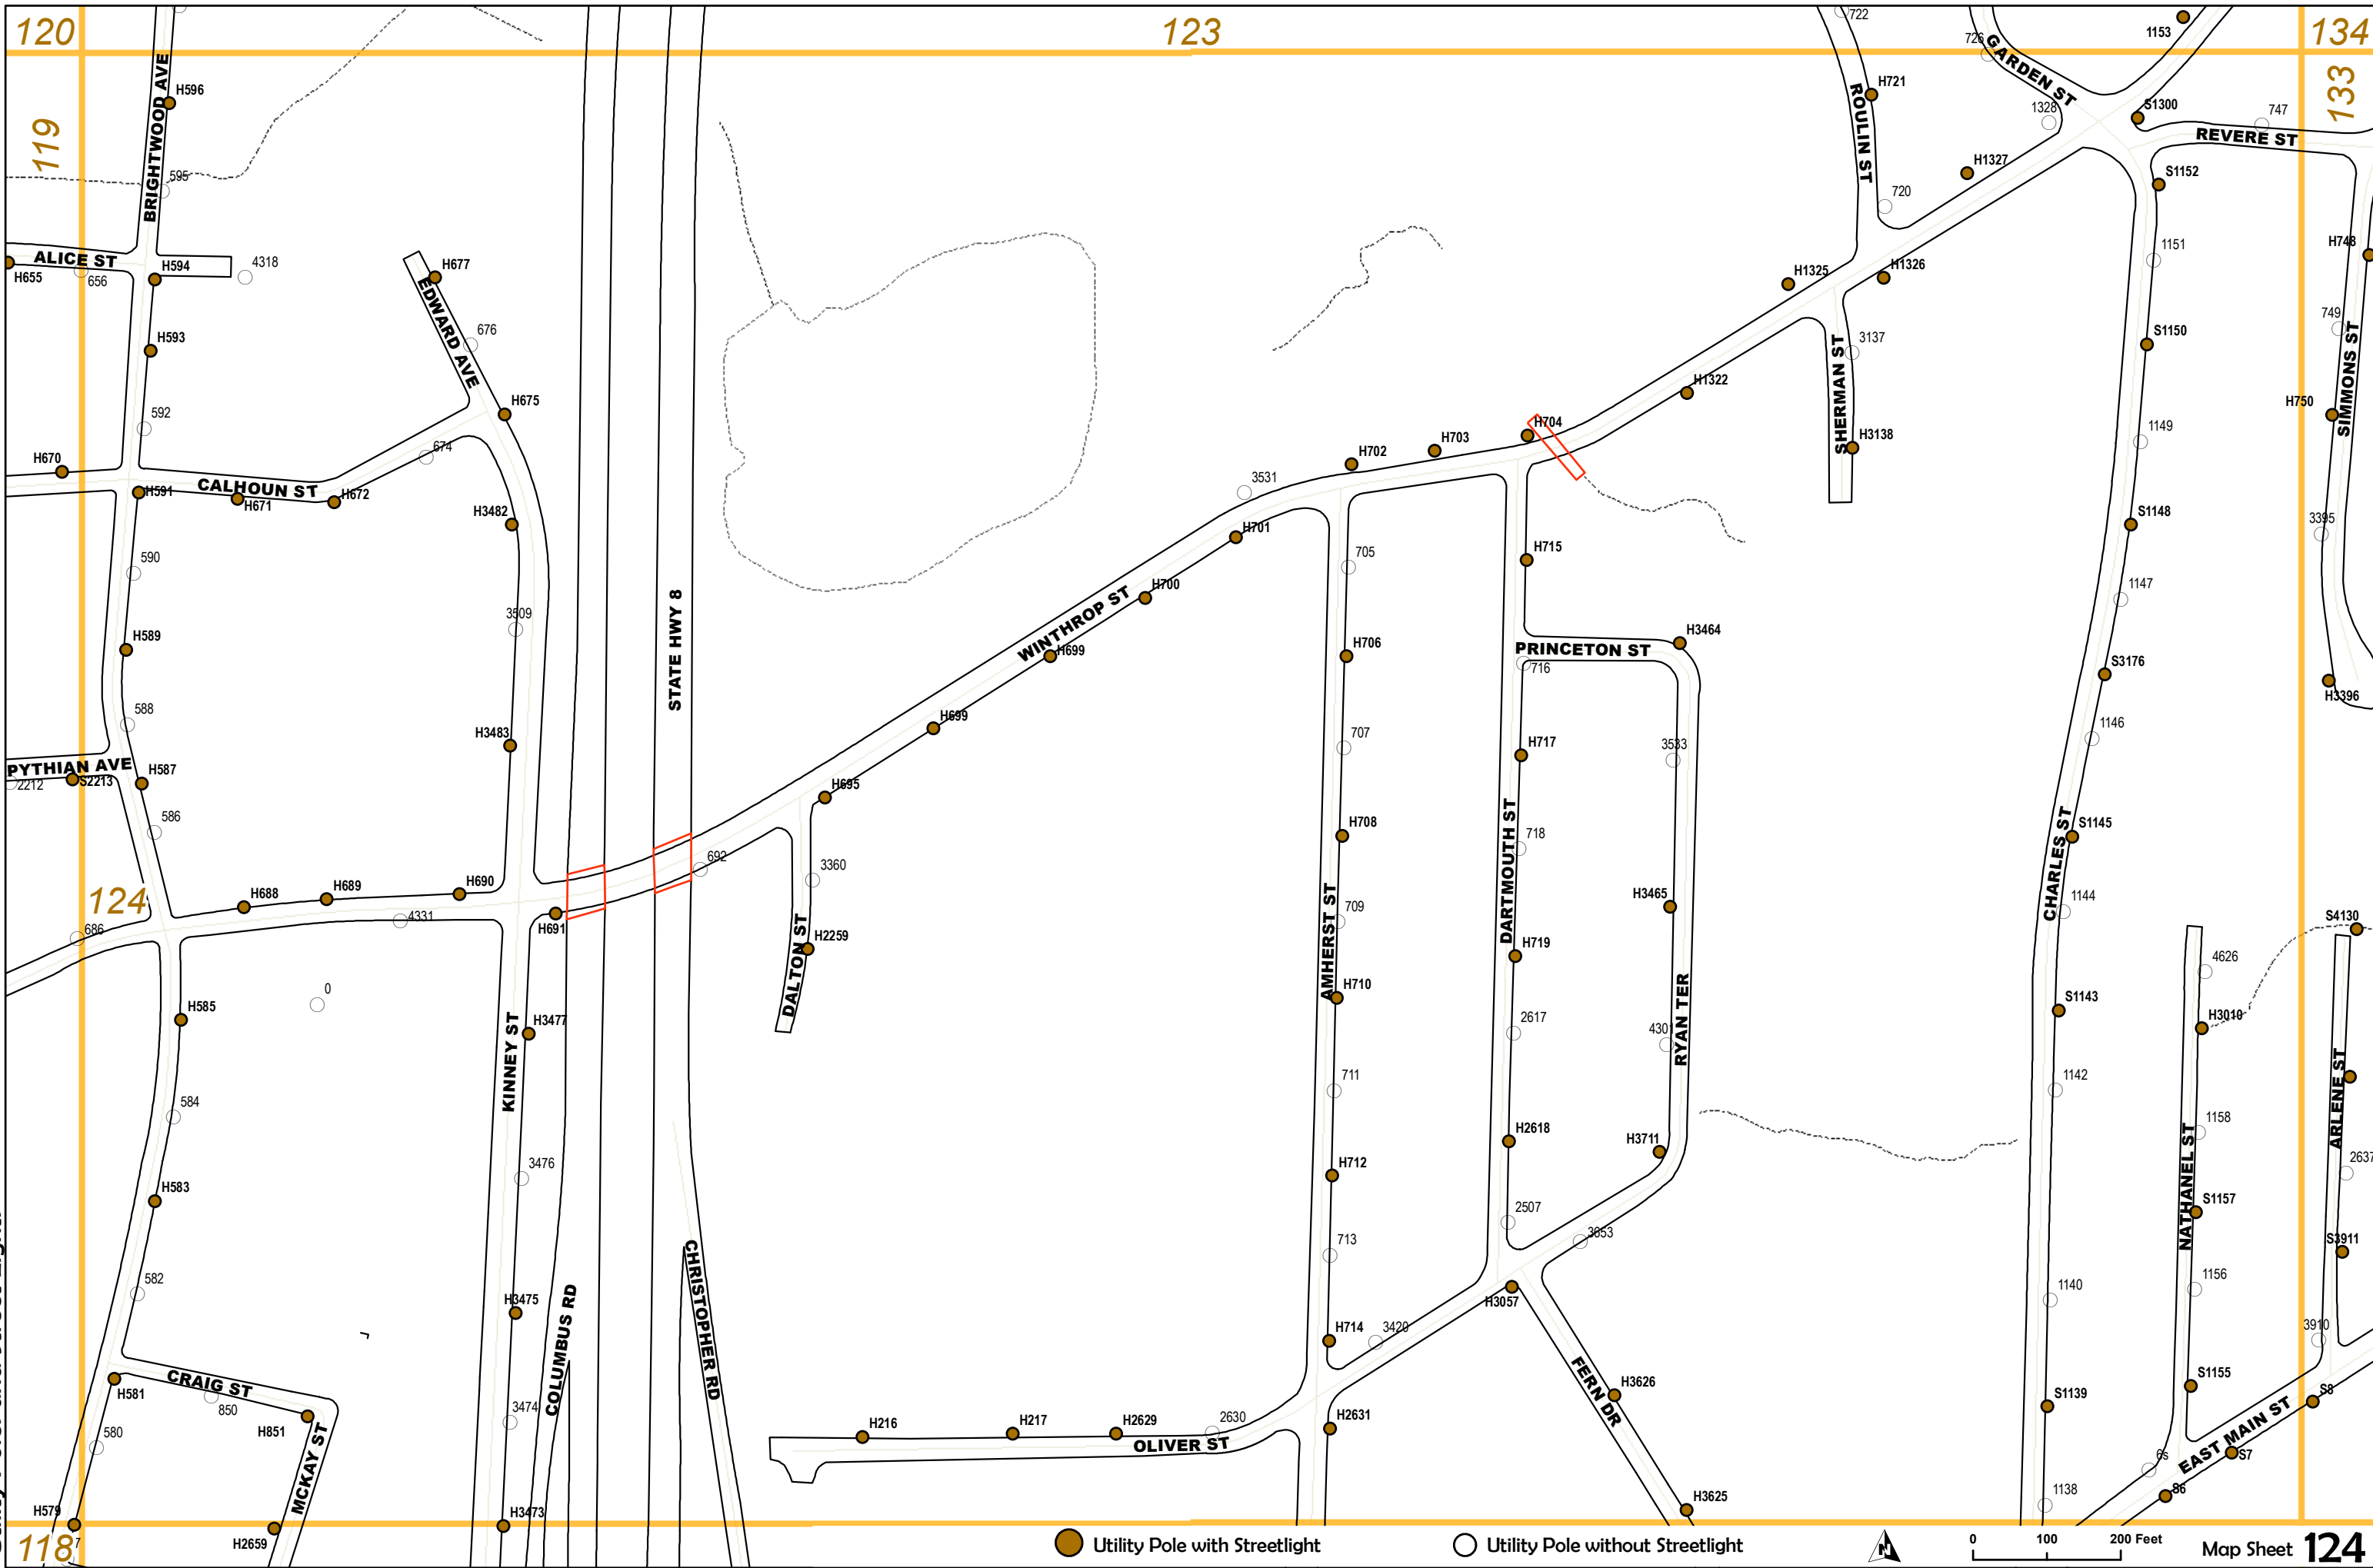 120
123
134
722
726
1153
GARDEN ST
BRIGHTWOOD AVE
H596
119
133
ROULIN ST
H721
1328
S1300
747
REVERE ST
H1327
S1152
595
720
ALICE ST
H655
656
H594
4318
H677
H748
1151
H1325
H1326
EDWARD AVE
676
749
SIMMONS ST
H593
SHERMAN ST
3137
S1150
H1322
H675
592
H750
H704
H703
H702
H3138
1149
674
H670
H591
CALHOUN ST
H671
H672
3531
H3482
S1148
3395
H701
H715
590
705
1147
STATE HWY 8
WINTHROP ST
H700
3509
H589
H699
H706
PRINCETON ST
H3464
716
S3176
H3396
588
H699
1146
H3483
707
H717
3533
PYTHIAN AVE
2212
S2213
H587
H695
586
H708
DARTMOUTH ST
718
CHARLES ST
S1145
692
3360
124
H688
H689
H690
4331
H691
686
AMHERST ST
709
H3465
1144
S4130
DALTON ST
H2259
H719
4626
0
H710
RYAN TER
S1143
H3010
H585
KINNEY ST
H3477
2617
4301
ARLENE ST
711
1142
584
H2618
H3711
NATHANEL ST
1158
2637
3476
H712
H583
S1157
2507
3653
S3911
713
582
CHRISTOPHER RD
COLUMBUS RD
H3475
H3057
1140
1156
H714
3420
3910
CRAIG ST
H581
850
FERN DR
H3626
S1139
S1155
S8
H851
MCKAY ST
3474
H216
H217
H2629
2630
OLIVER ST
H2631
EAST MAIN ST
580
6s
S7
S6
H579
H2659
H3473
H3625
1138
118
7
Utility Pole with Streetlight
Utility Pole without Streetlight
N
0 100 200 Feet
Map Sheet 124